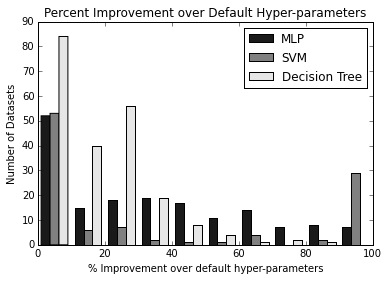 Percent Improvement over Default Hyper-parameters
90
80
70
60
50
40
30
20
10
0
Number of Datasets
MLP
SVM
Decision Tree
0 20 40 60 80 100
% Improvement over default hyper-parameters